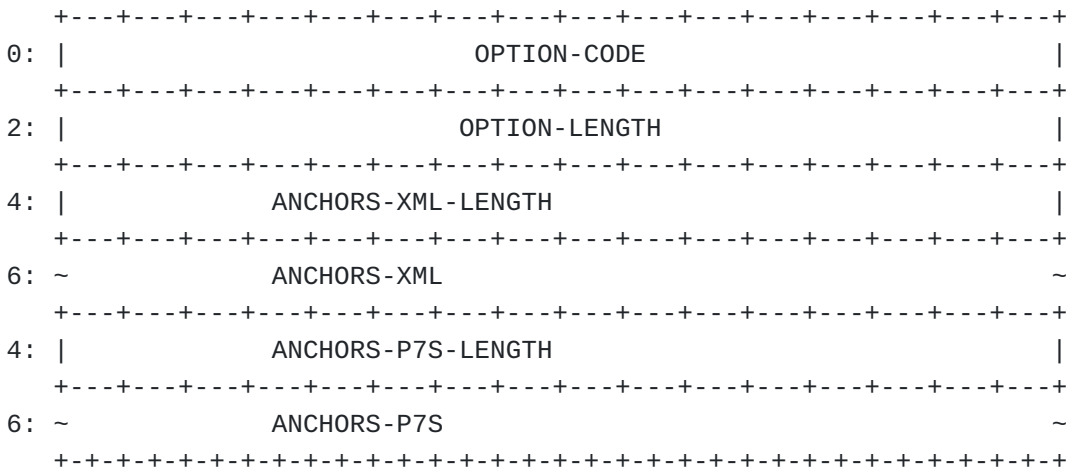 +---+---+---+---+---+---+---+---+---+---+---+---+---+---+---+---+
0: |                          OPTION-CODE                          |
   +---+---+---+---+---+---+---+---+---+---+---+---+---+---+---+---+
2: |                         OPTION-LENGTH                         |
   +---+---+---+---+---+---+---+---+---+---+---+---+---+---+---+---+
4: |             ANCHORS-XML-LENGTH                                |
   +---+---+---+---+---+---+---+---+---+---+---+---+---+---+---+---+
6: ~             ANCHORS-XML                                       ~
   +---+---+---+---+---+---+---+---+---+---+---+---+---+---+---+---+
4: |             ANCHORS-P7S-LENGTH                                |
   +---+---+---+---+---+---+---+---+---+---+---+---+---+---+---+---+
6: ~             ANCHORS-P7S                                       ~
   +-+-+-+-+-+-+-+-+-+-+-+-+-+-+-+-+-+-+-+-+-+-+-+-+-+-+-+-+-+-+-+-+